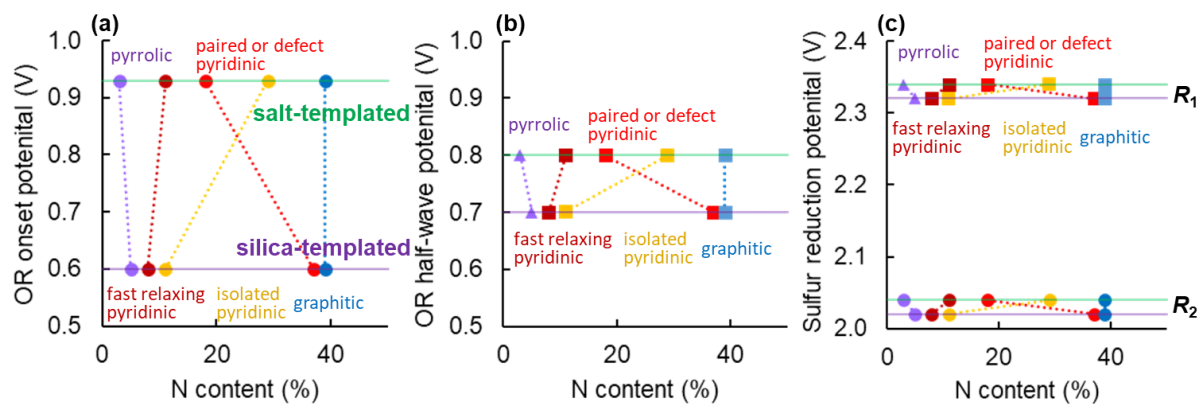 (a)
OR onset potenital (V)
1.0
0.9
0.8
0.7
0.6
0.5
pyrrolic
paired or defect
pyridinic
salt-templated
silica-templated
fast relaxing
pyridinic
isolated
pyridinic
graphitic
0
20
40
N content (%)
(b)
OR half-wave potenital (V)
1.0
0.9
0.8
0.7
0.6
0.5
pyrrolic
paired or defect
pyridinic
fast relaxing
pyridinic
isolated
pyridinic
graphitic
0
20
40
N content (%)
(c)
Sulfur reduction potenital (V)
2.4
2.3
2.2
2.1
2.0
pyrrolic
paired or defect
pyridinic
R1
fast relaxing
pyridinic
isolated
pyridinic
graphitic
R2
0
20
40
N content (%)